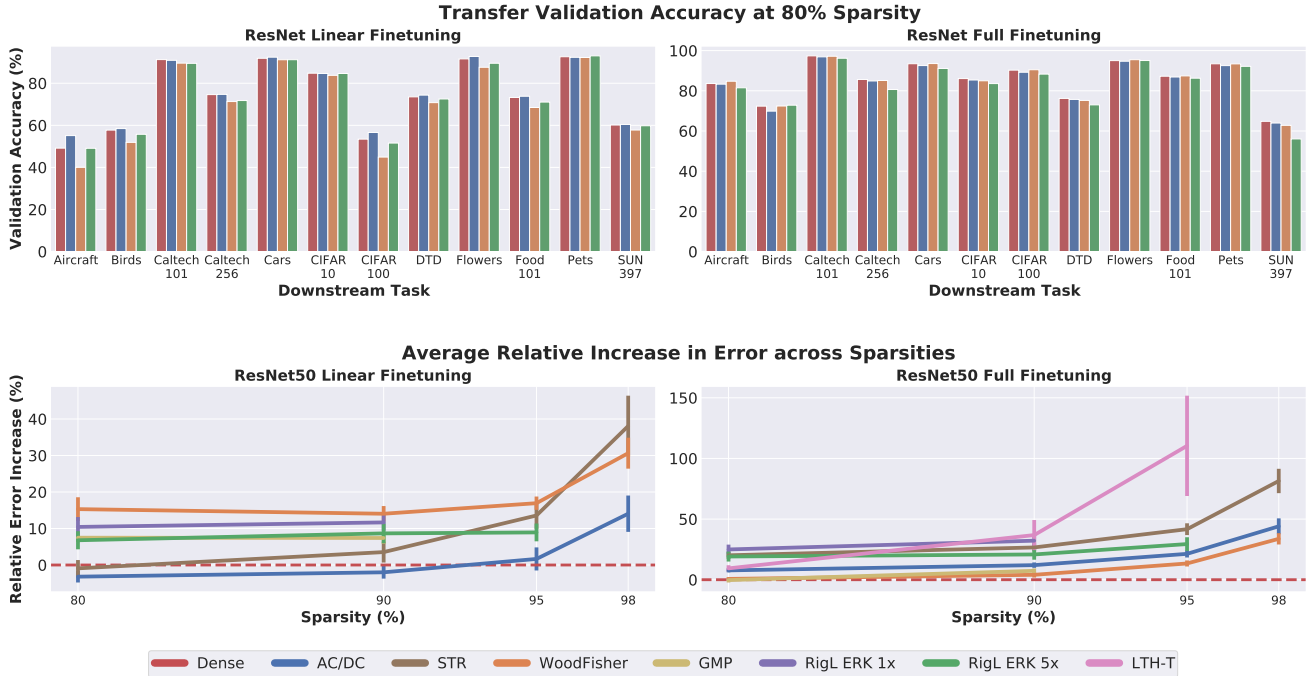 Transfer Validation Accuracy at 80% Sparsity
ResNet Linear Finetuning
Validation Accuracy (%)
80
60
40
20
0
Aircraft Birds Caltech 101 Caltech 256 Cars CIFAR 10 CIFAR 100 DTD Flowers Food 101 Pets SUN 397
Downstream Task
ResNet Full Finetuning
100
80
60
40
20
0
Aircraft Birds Caltech 101 Caltech 256 Cars CIFAR 10 CIFAR 100 DTD Flowers Food 101 Pets SUN 397
Downstream Task
Average Relative Increase in Error across Sparsities
ResNet50 Linear Finetuning
Relative Error Increase (%)
40
30
20
10
0
80 90 95 98
Sparsity (%)
ResNet50 Full Finetuning
150
100
50
0
80 90 95 98
Sparsity (%)
Dense AC/DC STR WoodFisher GMP RigL ERK 1x RigL ERK 5x LTH-T